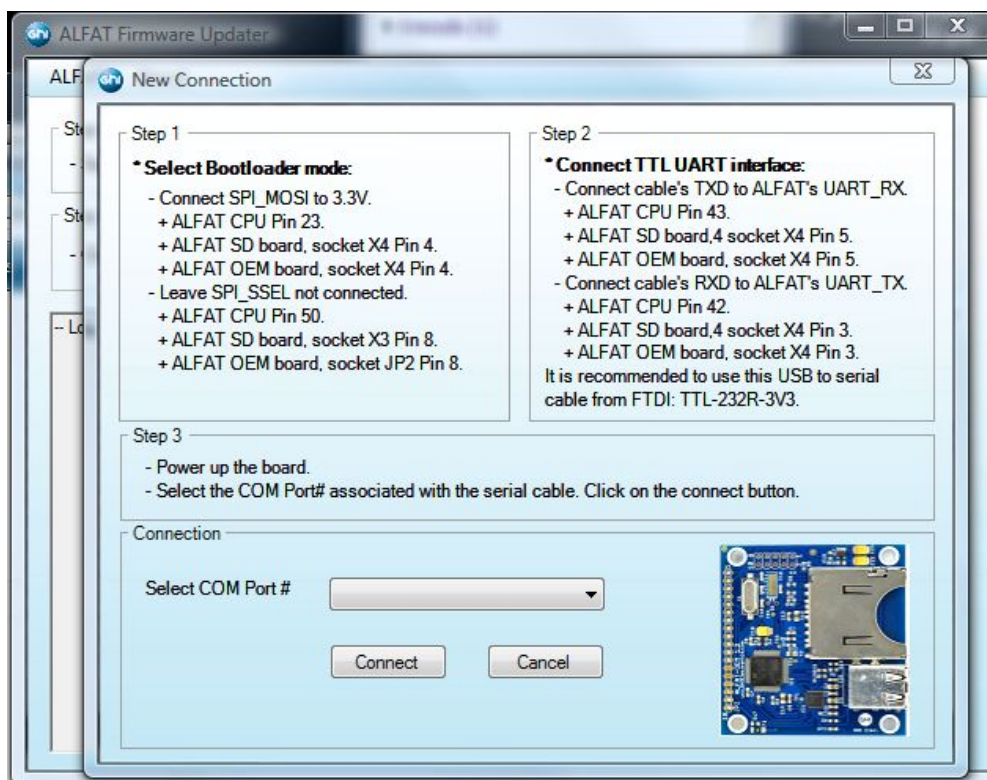 ALFAT Firmware Updater
New Connection
Step 1
* Select Bootloader mode:
- Connect SPI_MOSI to 3.3V.
+ ALFAT CPU Pin 23.
+ ALFAT SD board, socket X4 Pin 4.
+ ALFAT OEM board, socket X4 Pin 4.
- Leave SPI_SSEL not connected.
+ ALFAT CPU Pin 50.
+ ALFAT SD board, socket X3 Pin 8.
+ ALFAT OEM board, socket JP2 Pin 8.
Step 2
* Connect TTL UART interface:
- Connect cable's TXD to ALFAT's UART_RX.
+ ALFAT CPU Pin 43.
+ ALFAT SD board,4 socket X4 Pin 5.
+ ALFAT OEM board, socket X4 Pin 5.
- Connect cable's RXD to ALFAT's UART_TX.
+ ALFAT CPU Pin 42.
+ ALFAT SD board,4 socket X4 Pin 3.
+ ALFAT OEM board, socket X4 Pin 3.
It is recommended to use this USB to serial
cable from FTDI: TTL-232R-3V3.
Step 3
- Power up the board.
- Select the COM Port# associated with the serial cable. Click on the connect button.
Connection
Select COM Port #
Connect
Cancel